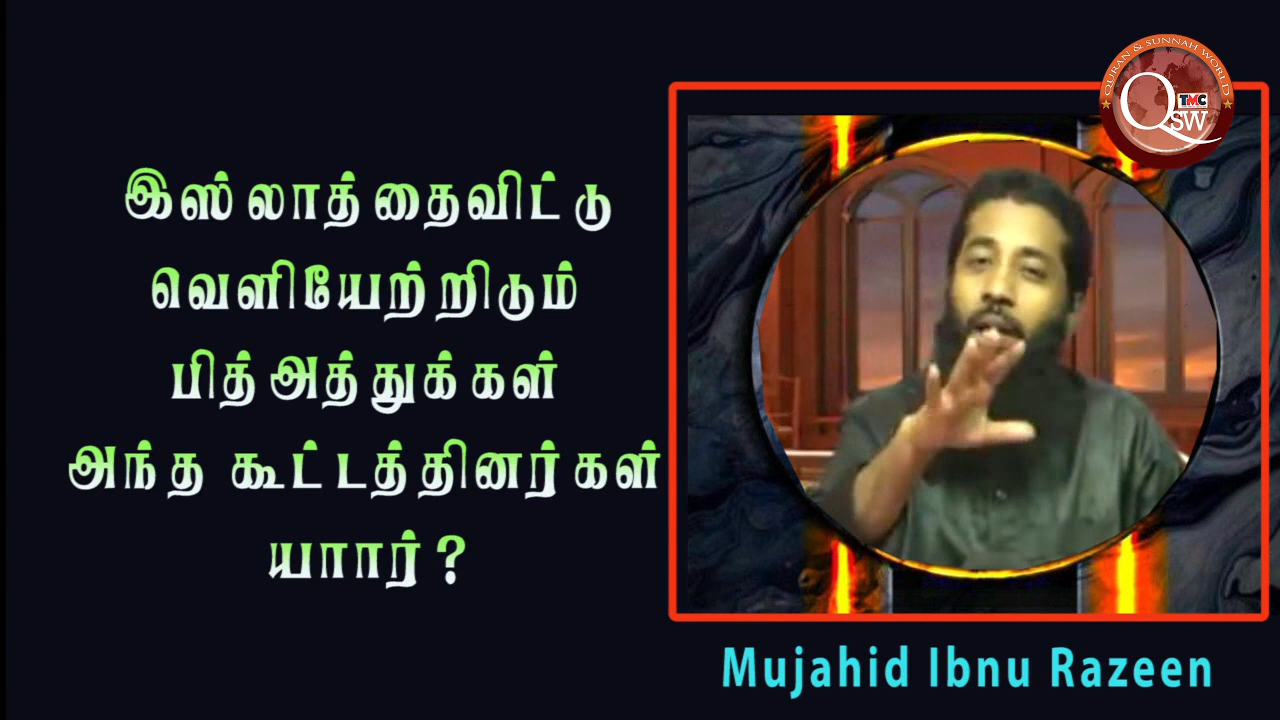 QURAN & SUNNAH WORLD
TMC
QSW
இஸ்லாத்தைவிட்டு
வெளியேற்றிடும்
பித்அத்துக்கள்
அந்த கூட்டத்தினர்கள்
யாார்?
Mujahid Ibnu Razeen